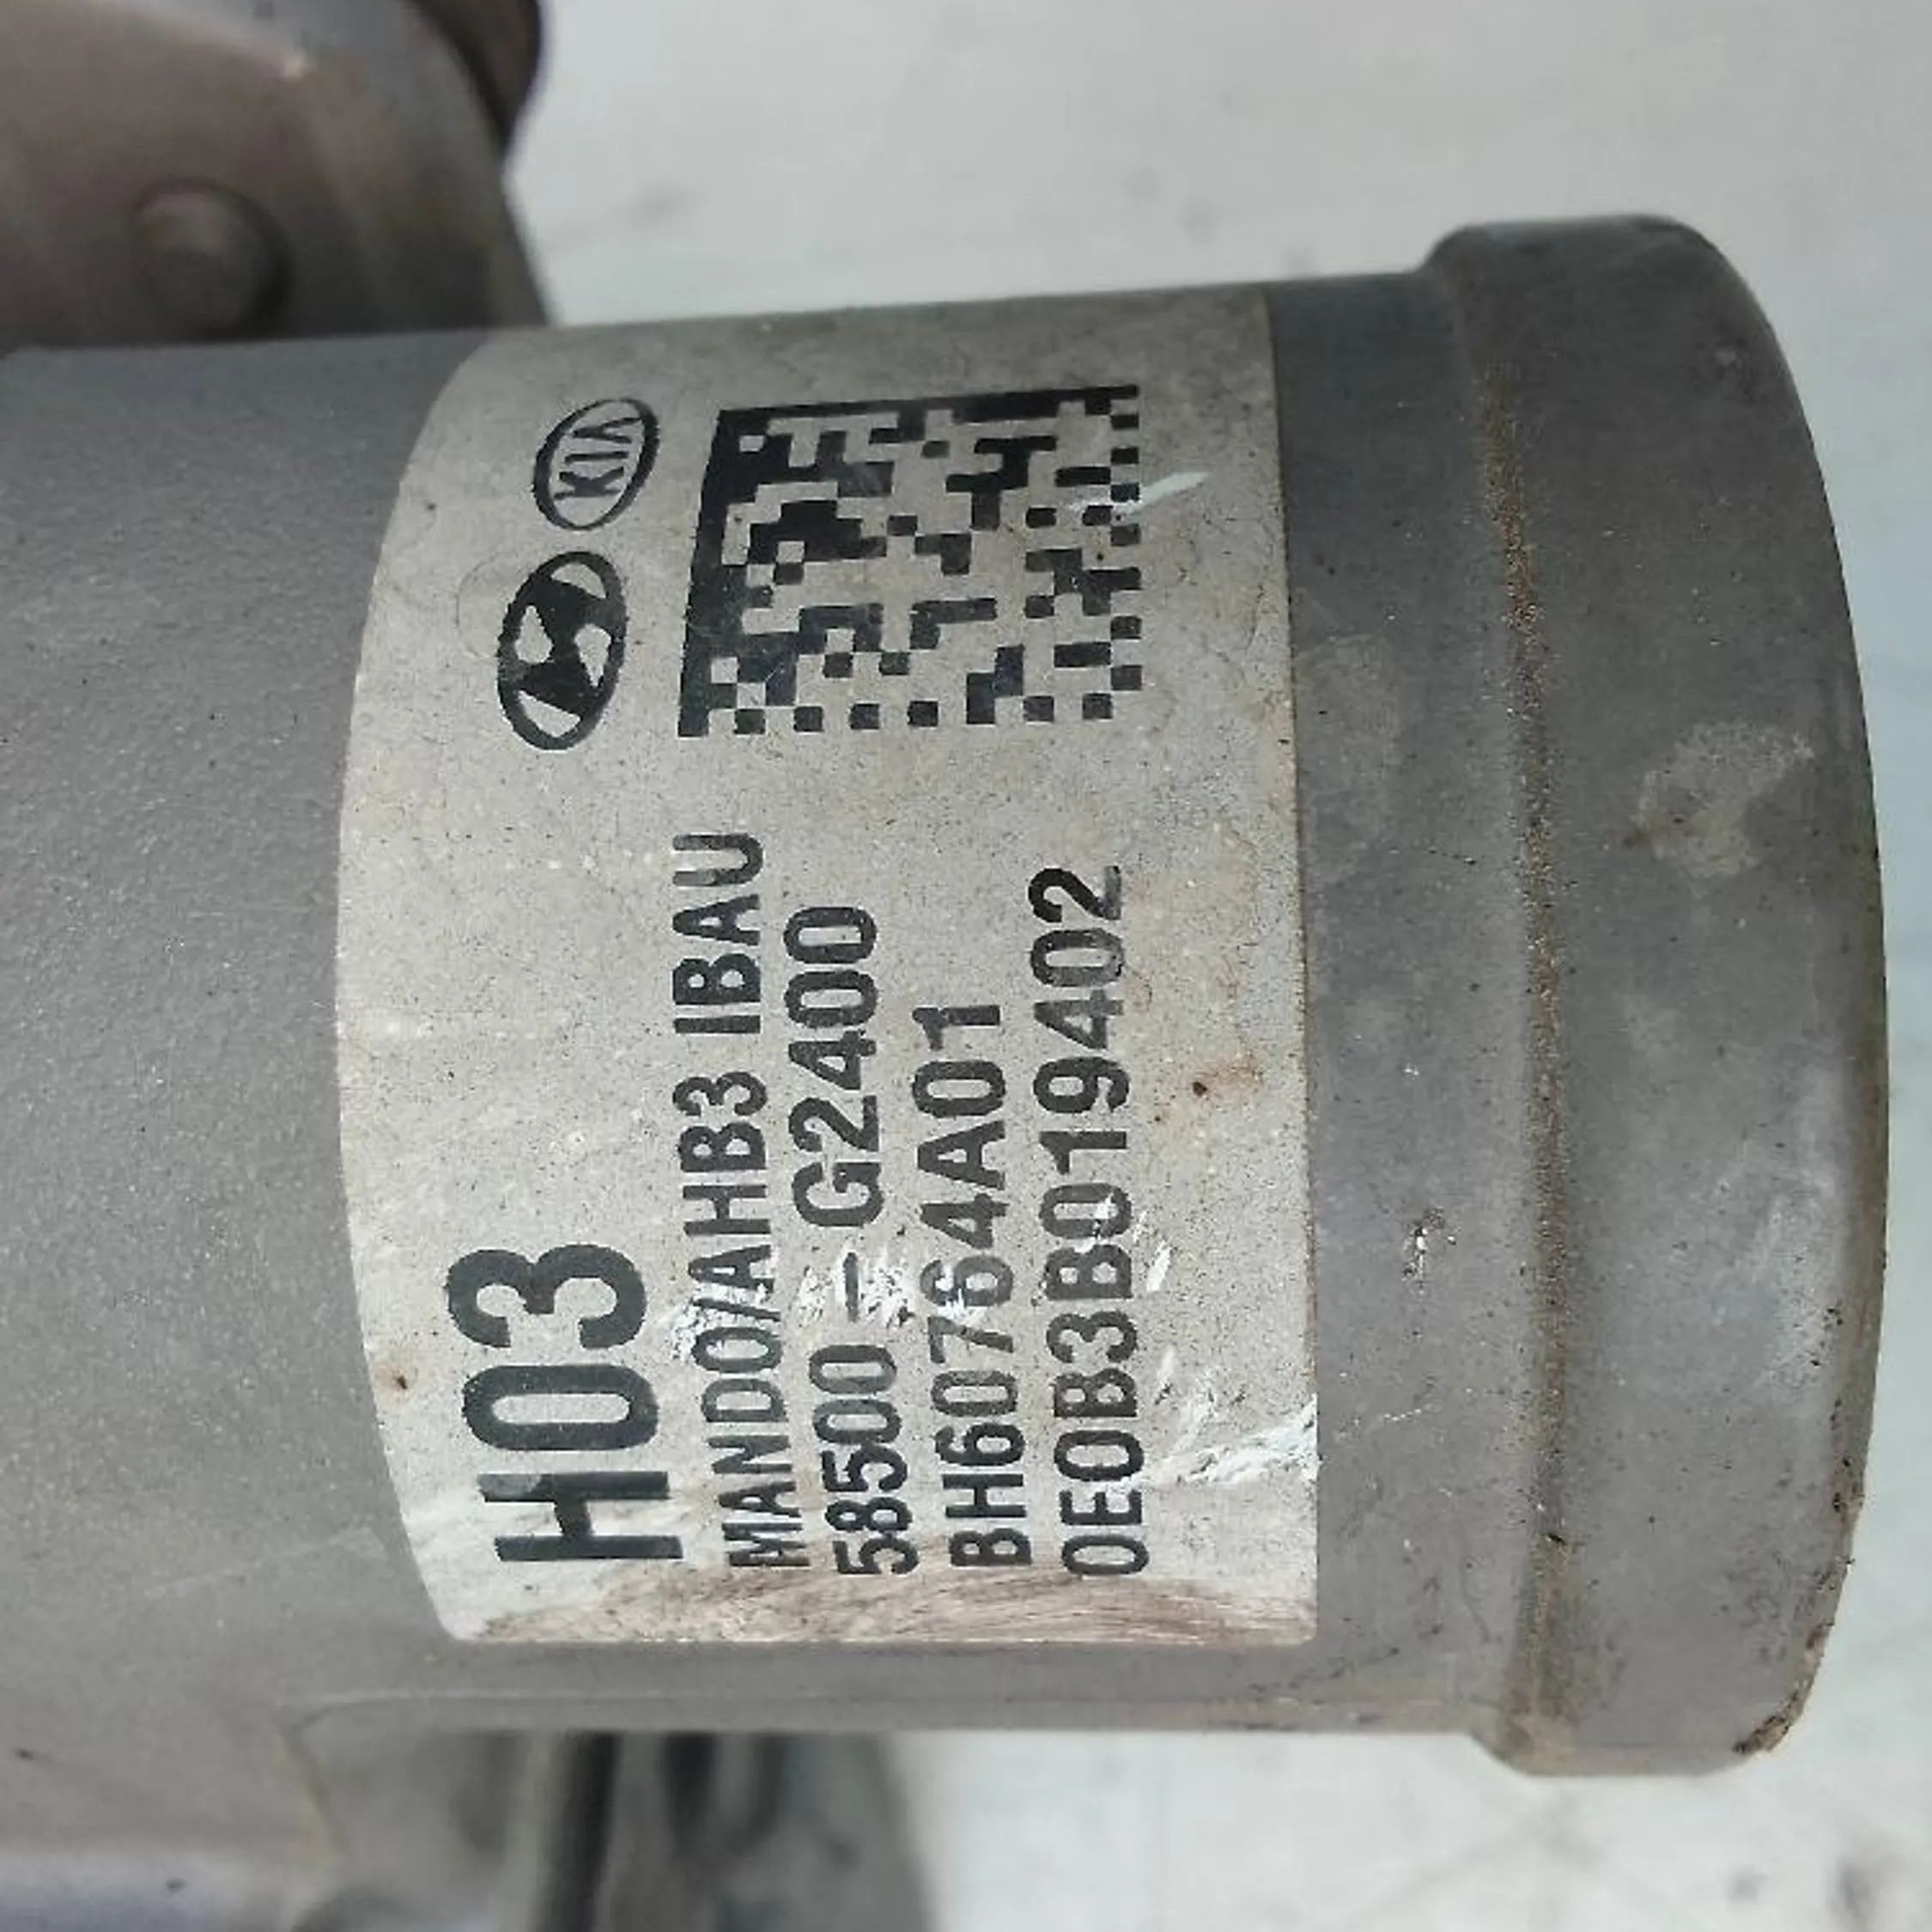 H03
KIA
MANDO/AHB3 IBAU
58500-G2400
BH60764A01
0E0B3B019402